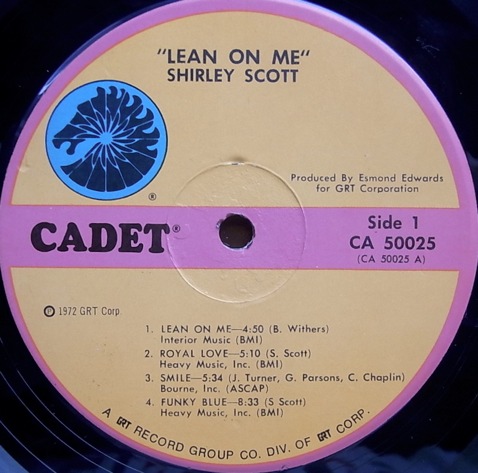 "LEAN ON ME"
SHIRLEY SCOTT
®
Produced By Esmond Edwards
for GRT Corporation
CADET®
Side 1
CA 50025
(CA 50025 A)
℗ 1972 GRT Corp.
1. LEAN ON ME—4:50 (B. Withers)
Interior Music (BMI)
2. ROYAL LOVE—5:10 (S. Scott)
Heavy Music, Inc. (BMI)
3. SMILE—5:34 (J. Turner, G. Parsons, C. Chaplin)
Bourne, Inc. (ASCAP)
4. FUNKY BLUE—8:33 (S Scott)
Heavy Music, Inc. (BMI)
A GRT RECORD GROUP CO. DIV. OF GRT CORP.